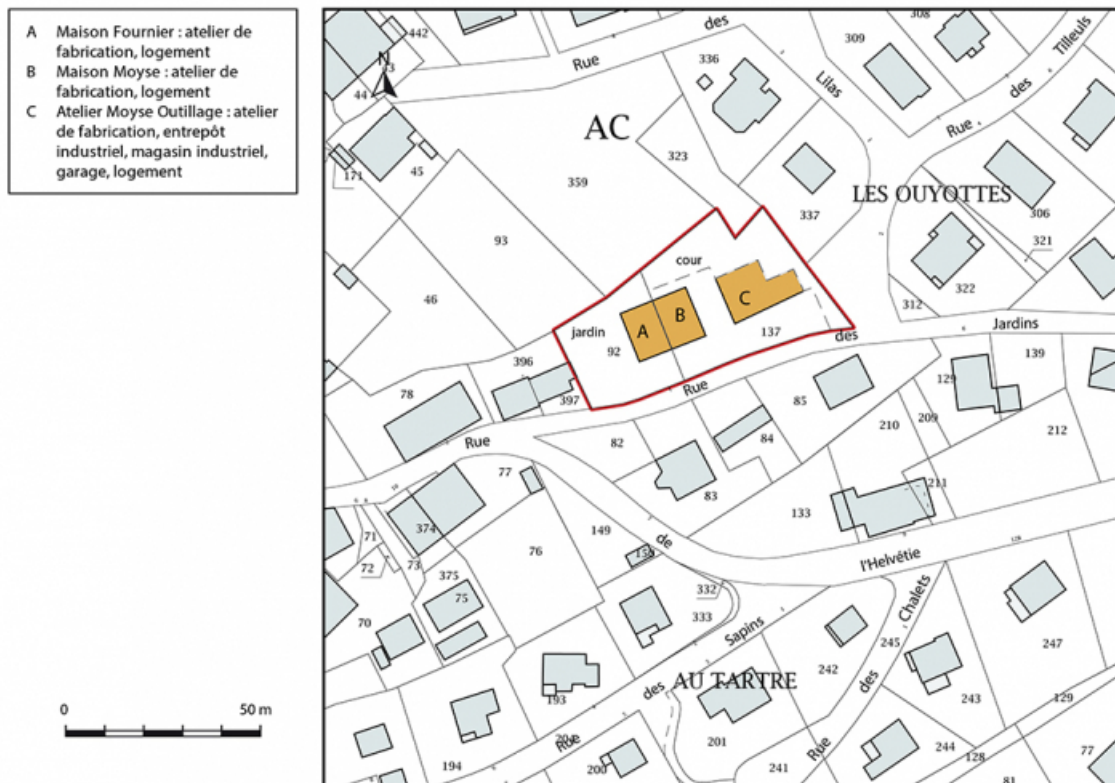 A Maison Fournier : atelier de
fabrication, logement
B Maison Moyse : atelier de
fabrication, logement
C Atelier Moyse Outillage : atelier
de fabrication, entrepôt
industriel, magasin industriel,
garage, logement
N
442
44
171
45
Rue
des
Lilas
336
309
308
Rue
des
Tilleuls
AC
323
359
LES OUYOTTES
306
337
321
93
46
cour
322
312
C
A
B
jardin
92
137
Rue
des
Jardins
396
397
78
139
129
85
209
210
212
Rue
82
84
83
77
211
133
374
149
76
de
l'Helvétie
71
72
73
375
75
70
332
333
Sapins
des
Rue
Chalets
des
Rue
245
247
242
AU TARTRE
243
129
193
201
244
128
77
194
200
241
81
0
50 m